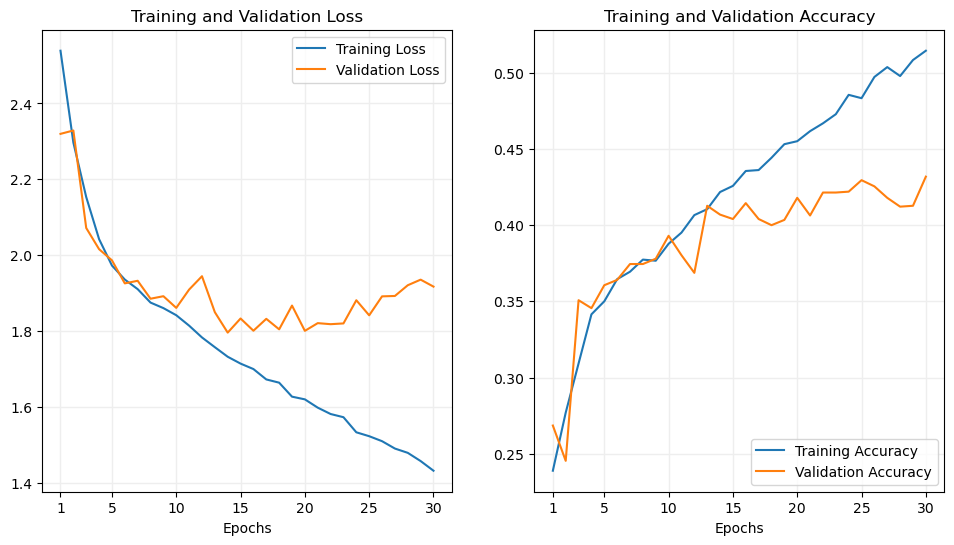 Training and Validation Loss
Training Loss
Validation Loss
2.4
2.2
2.0
1.8
1.6
1.4
1 5 10 15 20 25 30
Epochs
Training and Validation Accuracy
0.50
0.45
0.40
0.35
0.30
0.25
Training Accuracy
Validation Accuracy
1 5 10 15 20 25 30
Epochs